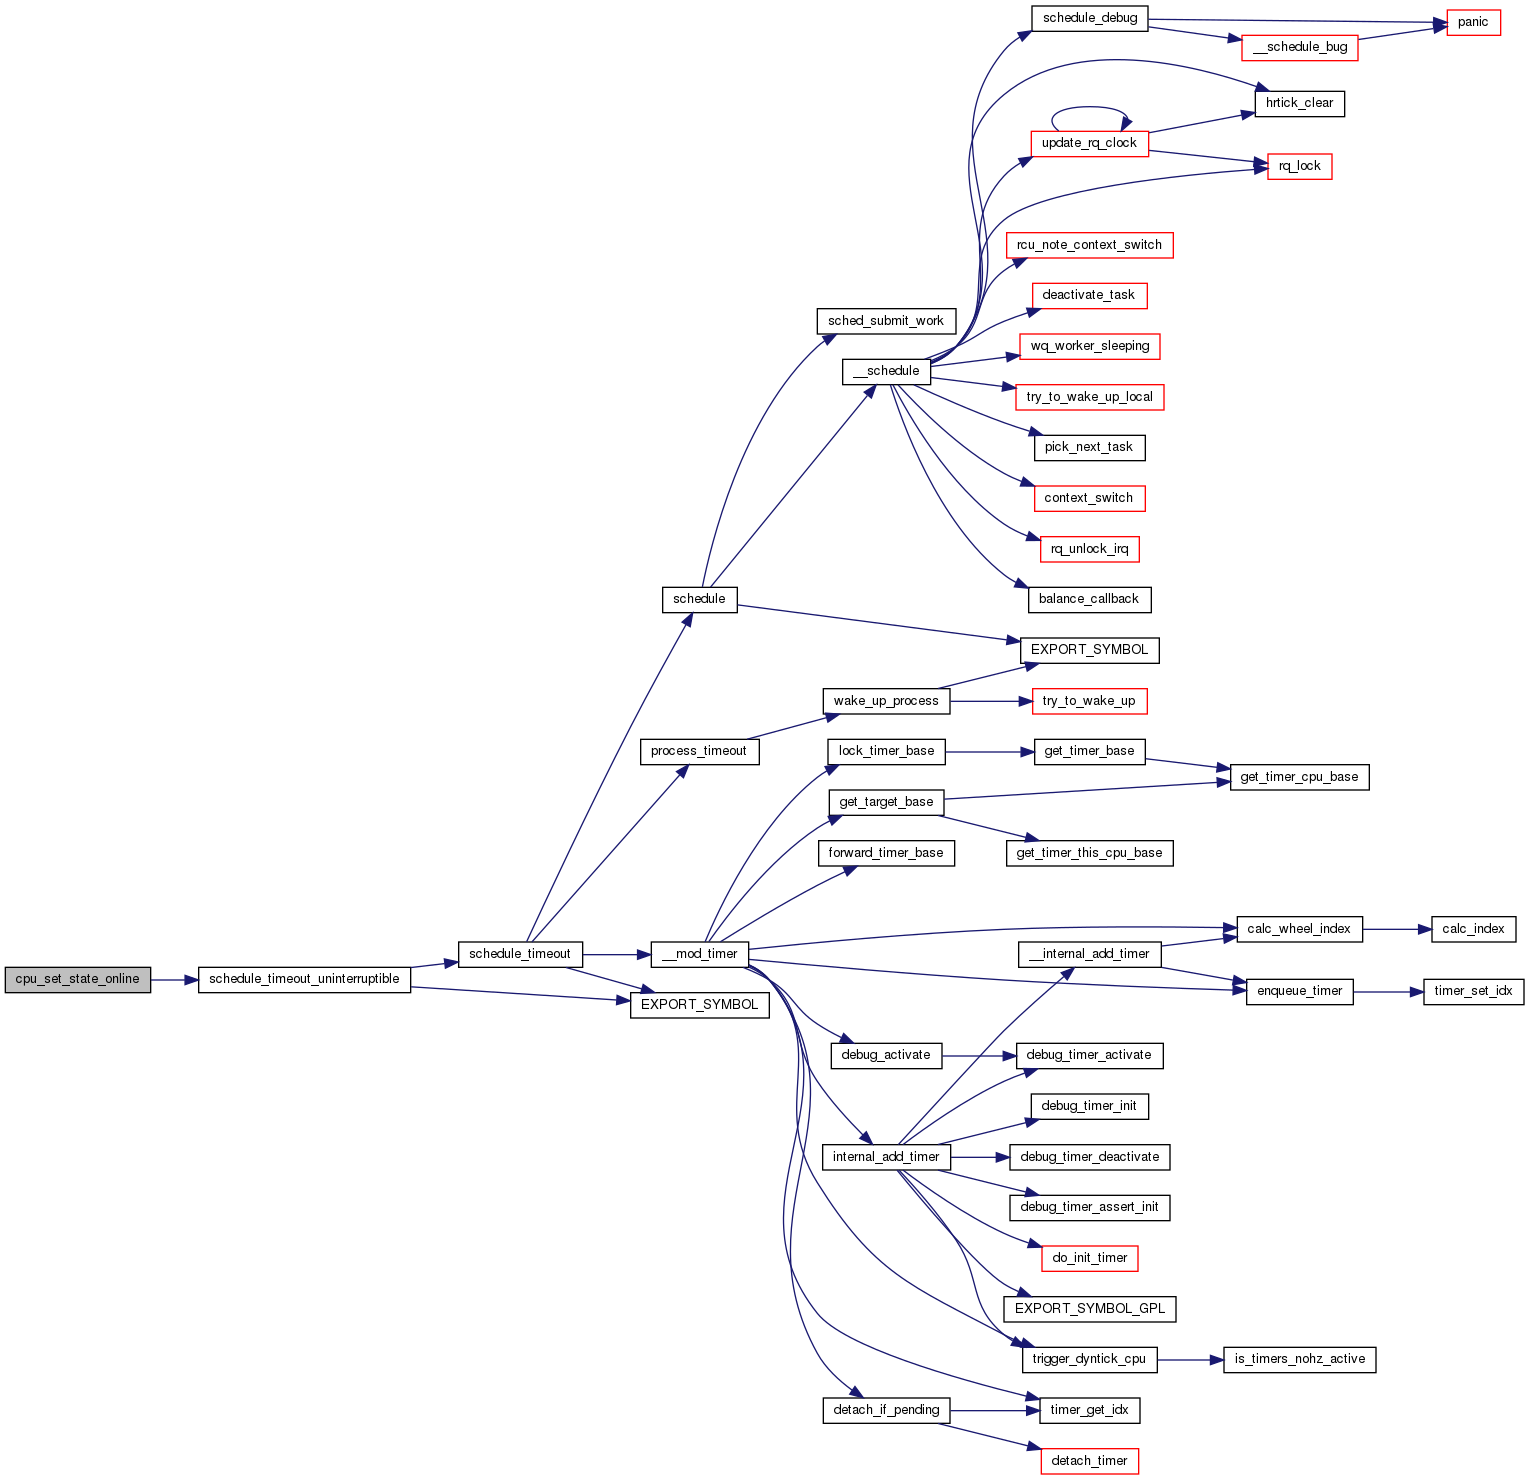 schedule_debug
panic
__schedule_bug
hrtick_clear
update_rq_clock
rq_lock
rcu_note_context_switch
deactivate_task
sched_submit_work
wq_worker_sleeping
__schedule
try_to_wake_up_local
pick_next_task
context_switch
rq_unlock_irq
schedule
balance_callback
EXPORT_SYMBOL
wake_up_process
try_to_wake_up
process_timeout
lock_timer_base
get_timer_base
get_timer_cpu_base
get_target_base
forward_timer_base
get_timer_this_cpu_base
calc_wheel_index
calc_index
schedule_timeout
__mod_timer
__internal_add_timer
cpu_set_state_online
schedule_timeout_uninterruptible
EXPORT_SYMBOL
enqueue_timer
timer_set_idx
debug_activate
debug_timer_activate
debug_timer_init
internal_add_timer
debug_timer_deactivate
debug_timer_assert_init
do_init_timer
EXPORT_SYMBOL_GPL
trigger_dyntick_cpu
is_timers_nohz_active
detach_if_pending
timer_get_idx
detach_timer